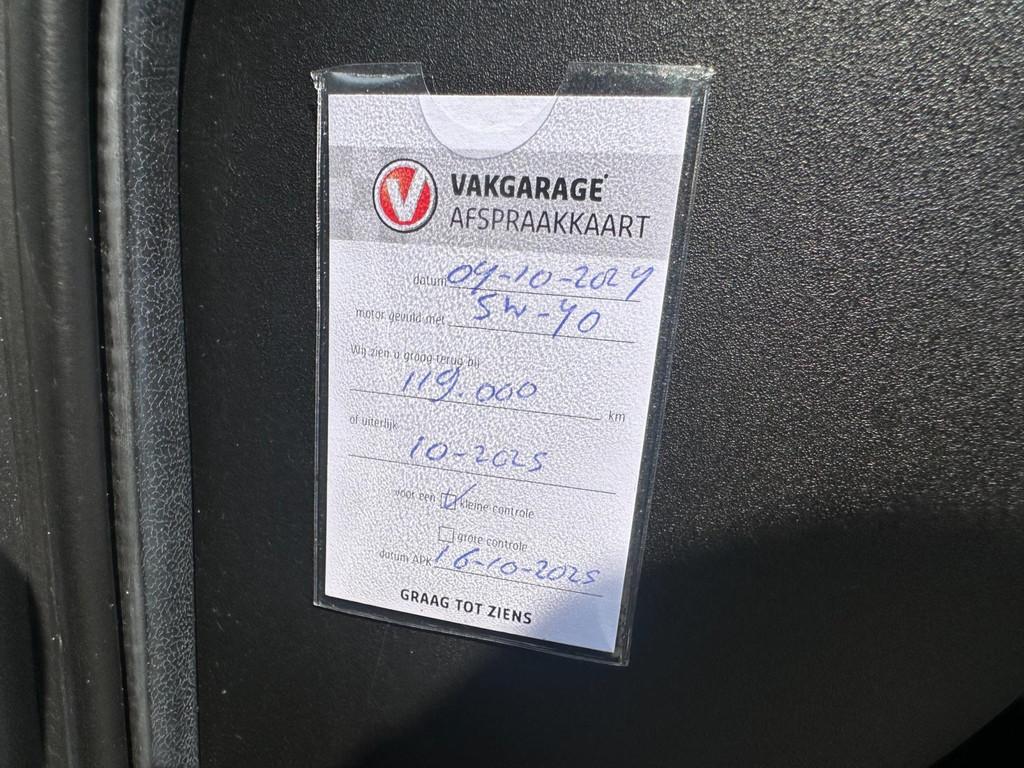 VAKGARAGE
AFSPRAAKKAART
datum 09-10-2024
motor gevuld met 5W-40
Wij zien u graag terug bij
119.000 km
of uiterlijk
10-2025
voor een kleine controle
grote controle
datum APK 16-10-2025
GRAAG TOT ZIENS